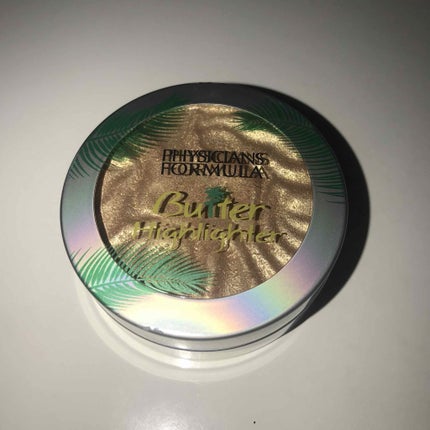 PHYSICIANS
FORMULA
Butter
Highlighter